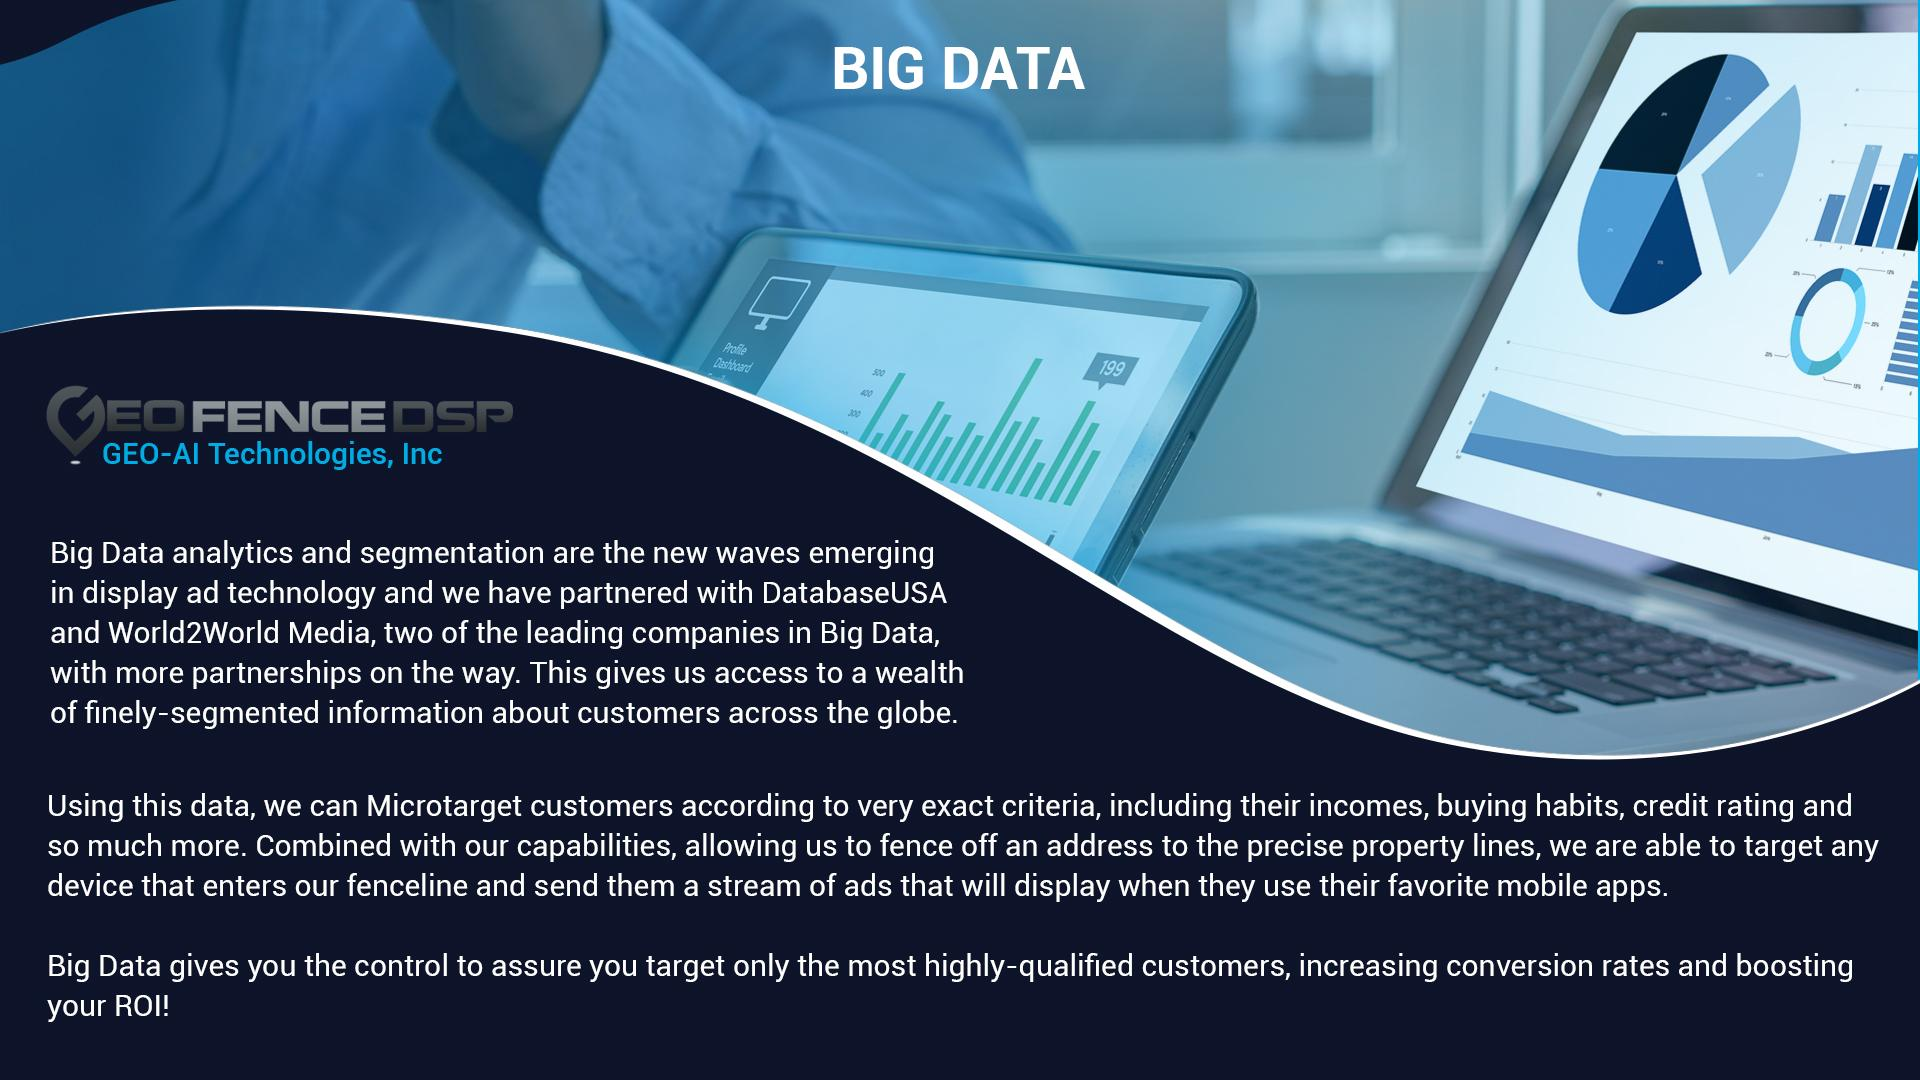 BIG DATA
Profile
Dashboard
199
500
400
300
GEOFENCEDSP
GEO-AI Technologies, Inc
Big Data analytics and segmentation are the new waves emerging
in display ad technology and we have partnered with DatabaseUSA
and World2World Media, two of the leading companies in Big Data,
with more partnerships on the way. This gives us access to a wealth
of finely-segmented information about customers across the globe.
Using this data, we can Microtarget customers according to very exact criteria, including their incomes, buying habits, credit rating and
so much more. Combined with our capabilities, allowing us to fence off an address to the precise property lines, we are able to target any
device that enters our fenceline and send them a stream of ads that will display when they use their favorite mobile apps.
Big Data gives you the control to assure you target only the most highly-qualified customers, increasing conversion rates and boosting
your ROI!